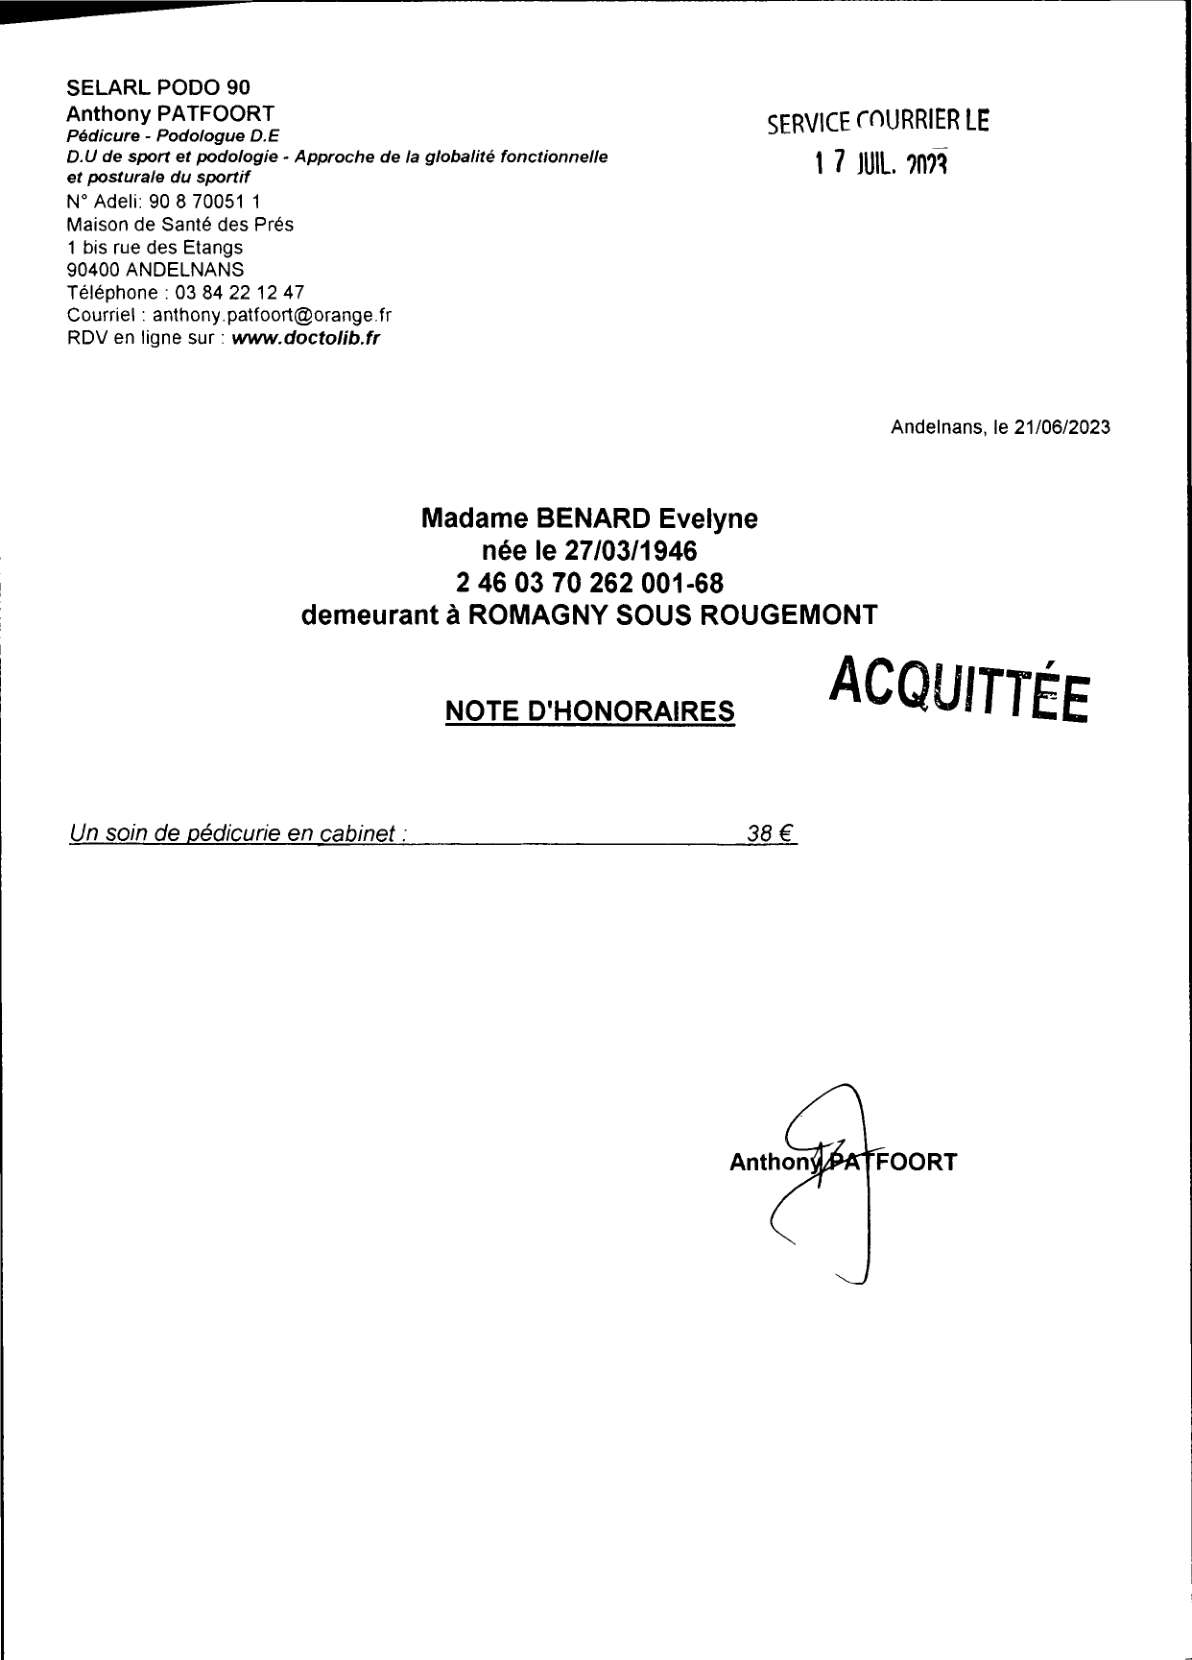 SELARL PODO 90
Anthony PATFOORT
Pédicure - Podologue D.E
D.U de sport et podologie - Approche de la globalité fonctionnelle
et posturale du sportif
N° Adeli: 90 8 70051 1
Maison de Santé des Prés
1 bis rue des Etangs
90400 ANDELNANS
Téléphone : 03 84 22 12 47
Courriel : anthony.patfoort@orange.fr
RDV en ligne sur : www.doctolib.fr
SERVICE COURRIER LE
17 JUIL. 2023
Andelnans, le 21/06/2023
Madame BENARD Evelyne
née le 27/03/1946
2 46 03 70 262 001-68
demeurant à ROMAGNY SOUS ROUGEMONT
ACQUITTÉE
NOTE D'HONORAIRES
Un soin de pédicurie en cabinet : 38 €
Anthony PATFOORT